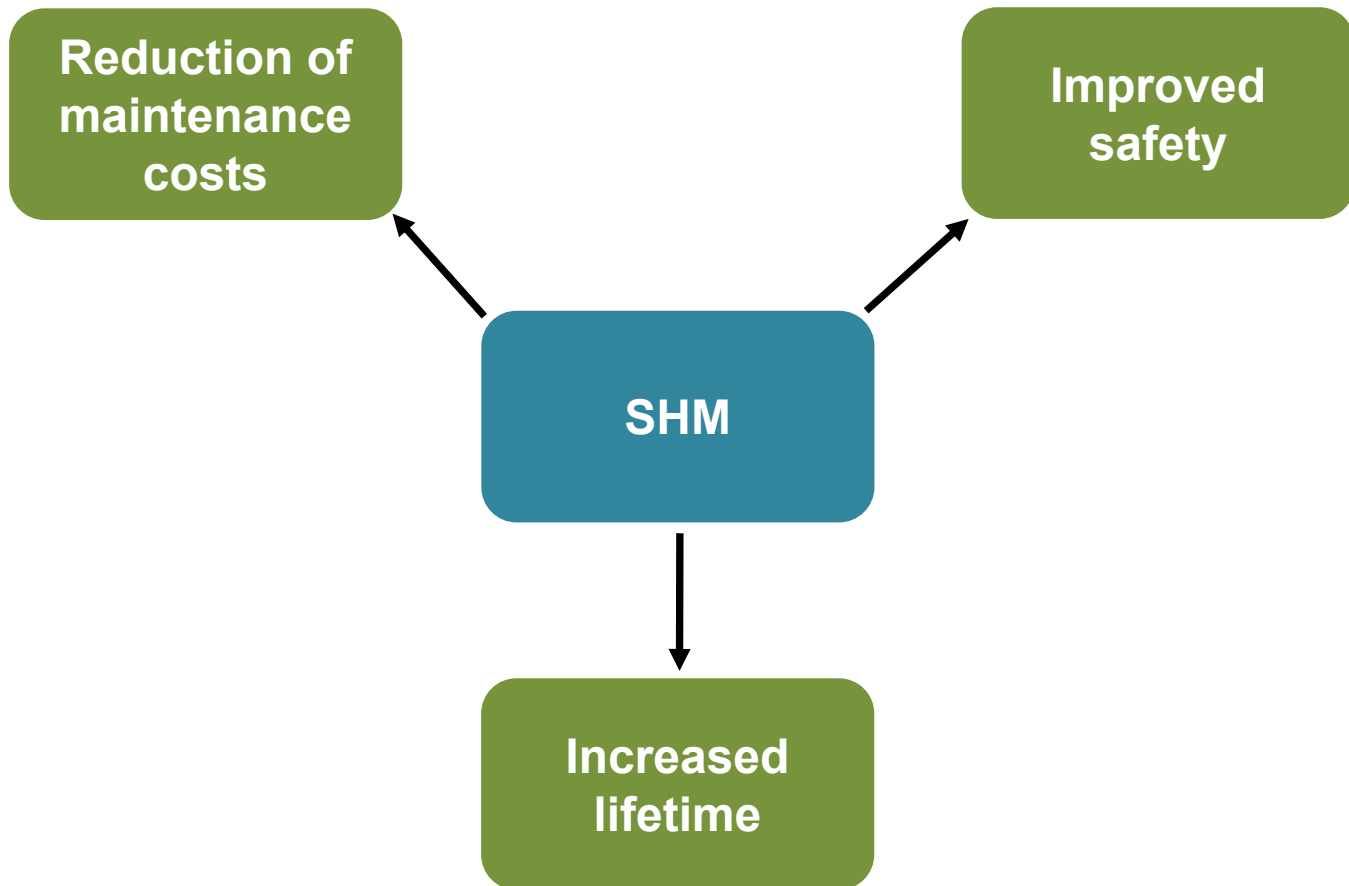 Reduction of
maintenance
costs
Improved
safety
SHM
Increased
lifetime